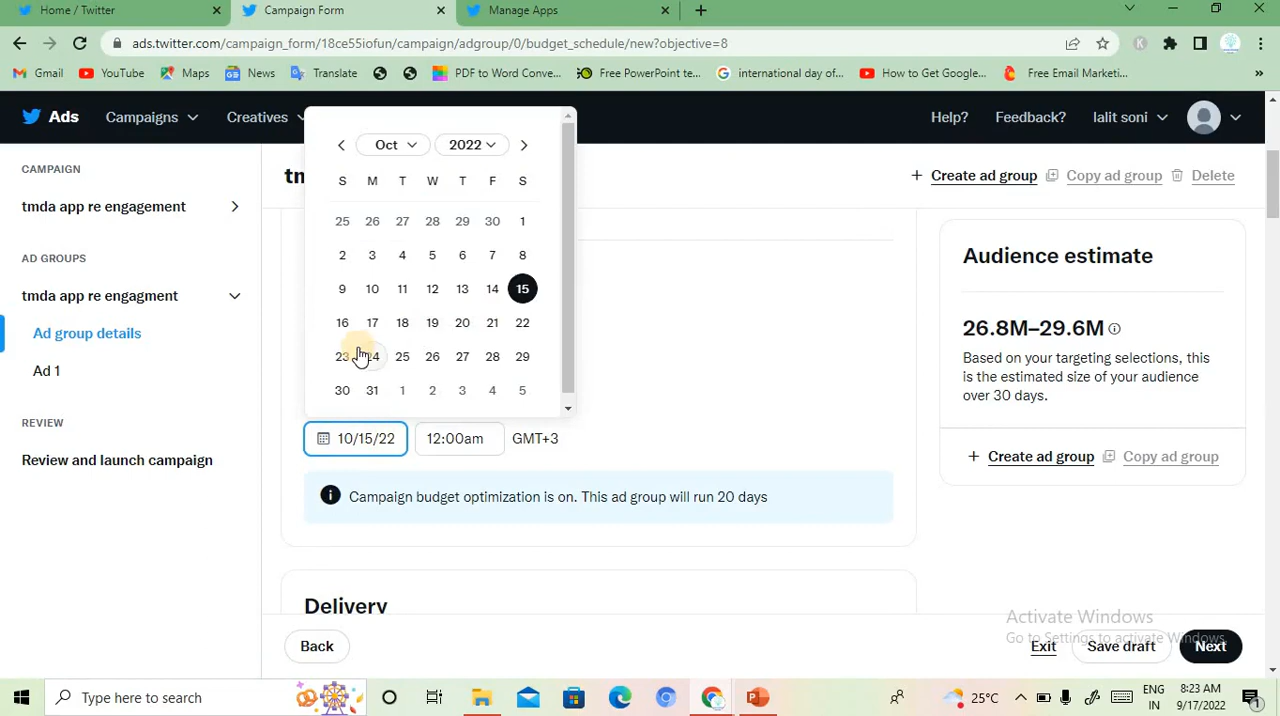 Home / Twitter
Campaign Form
Manage Apps
ads.twitter.com/campaign_form/18ce55iofun/campaign/adgroup/0/budget_schedule/new?objective=8
Gmail
YouTube
Maps
News
Translate
PDF to Word Conve...
Free PowerPoint te...
international day of...
How to Get Google...
Free Email Marketi...
Ads
Campaigns
Creatives
Help?
Feedback?
lalit soni
CAMPAIGN
tmda app re engagement
AD GROUPS
tmda app re engagment
Ad group details
Ad 1
REVIEW
Review and launch campaign
Create ad group
Copy ad group
Delete
Oct 2022
S M T W T F S
25 26 27 28 29 30 1
2 3 4 5 6 7 8
9 10 11 12 13 14 15
16 17 18 19 20 21 22
23 24 25 26 27 28 29
30 31 1 2 3 4 5
10/15/22 12:00am GMT+3
Campaign budget optimization is on. This ad group will run 20 days
Delivery
Audience estimate
26.8M–29.6M
Based on your targeting selections, this
is the estimated size of your audience
over 30 days.
Create ad group
Copy ad group
Activate Windows
Go to Settings to activate Windows.
Back
Exit
Save draft
Next
Type here to search
25°C
ENG
IN
8:23 AM
9/17/2022